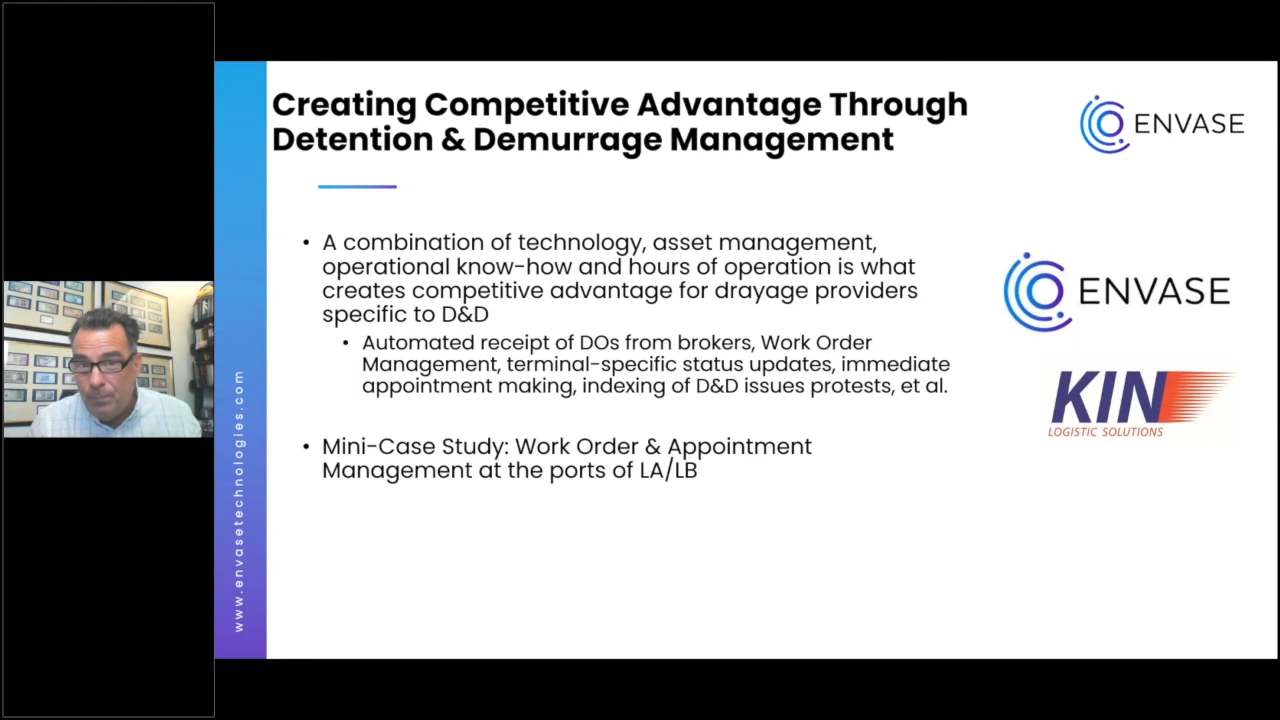 Creating Competitive Advantage Through
Detention & Demurrage Management
ENVASE
• A combination of technology, asset management,
operational know-how and hours of operation is what
creates competitive advantage for drayage providers
specific to D&D
• Automated receipt of DOs from brokers, Work Order
Management, terminal-specific status updates, immediate
appointment making, indexing of D&D issues protests, et al.
• Mini-Case Study: Work Order & Appointment
Management at the ports of LA/LB
ENVASE
KIN
LOGISTIC SOLUTIONS
www.envasetechnologies.com